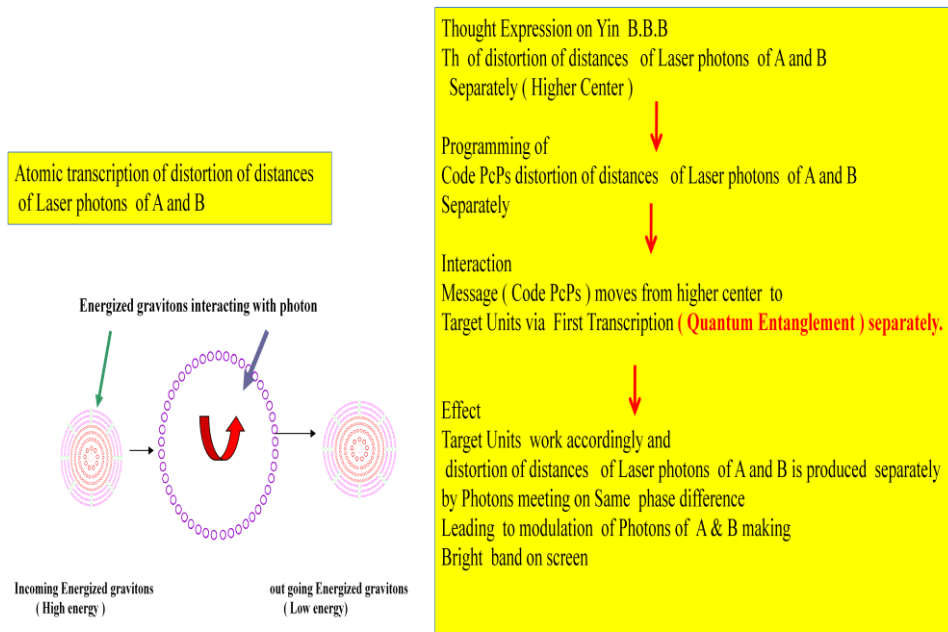 Atomic transcription of distortion of distances
of Laser photons of A and B
Energized gravitons interacting with photon
Incoming Energized gravitons
( High energy )
out going Energized gravitons
( Low energy)
Thought Expression on Yin B.B.B
Th of distortion of distances of Laser photons of A and B
Separately ( Higher Center )
Programming of
Code PcPs distortion of distances of Laser photons of A and B
Separately
Interaction
Message ( Code PcPs ) moves from higher center to
Target Units via First Transcription ( Quantum Entanglement ) separately.
Effect
Target Units work accordingly and
distortion of distances of Laser photons of A and B is produced separately
by Photons meeting on Same phase difference
Leading to modulation of Photons of A & B making
Bright band on screen